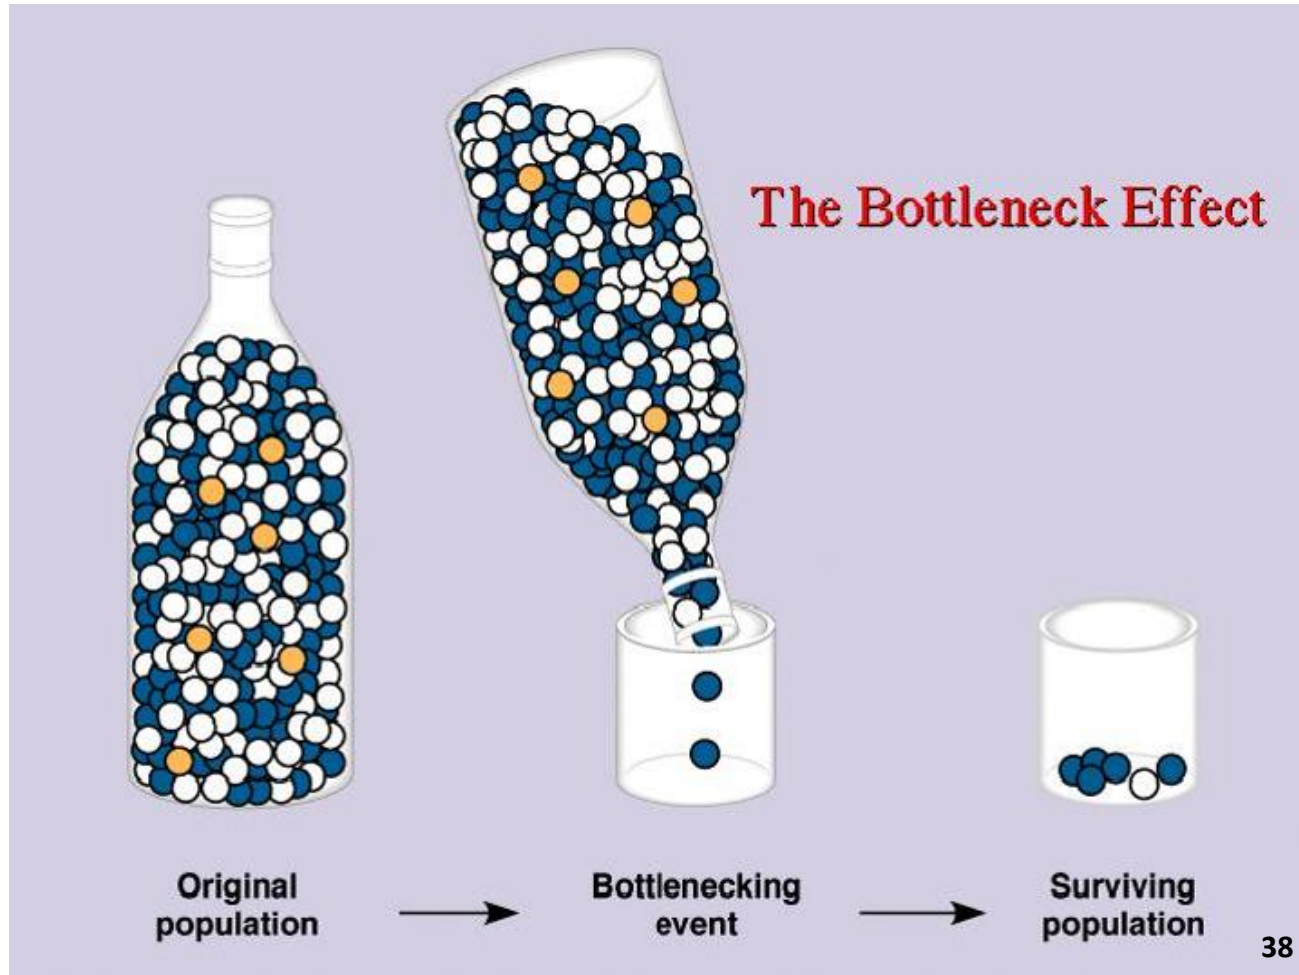 The Bottleneck Effect
Original
population
Bottlenecking
event
Surviving
population
38